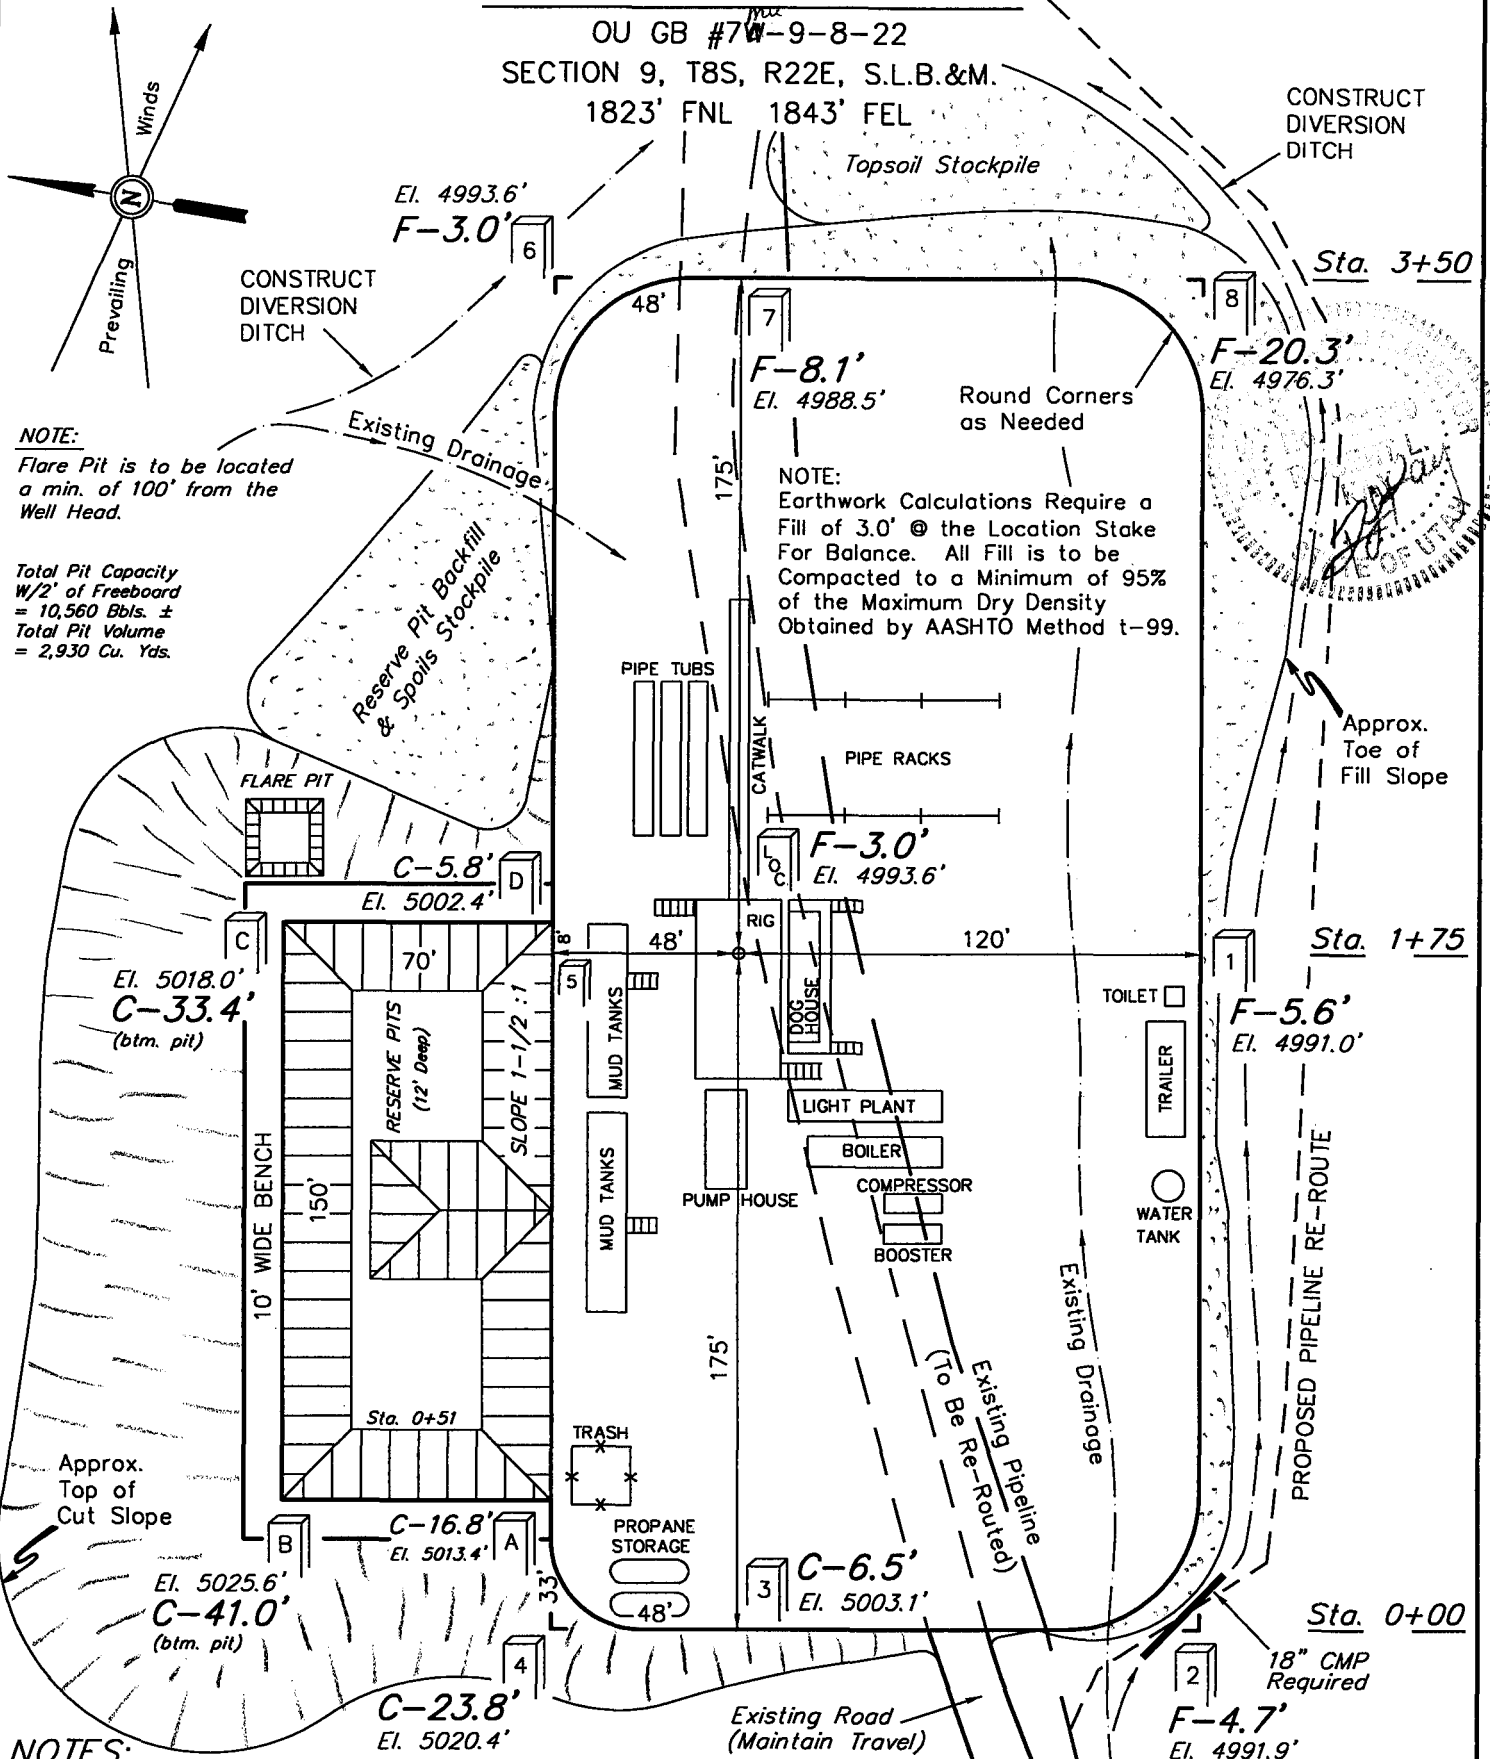 OU GB #7W-9-8-22
SECTION 9, T8S, R22E, S.L.B.&M.
1823' FNL 1843' FEL
Winds
N
Prevailing
CONSTRUCT
DIVERSION
DITCH
Topsoil Stockpile
El. 4993.6'
F-3.0'
6
CONSTRUCT
DIVERSION
DITCH
Sta. 3+50
48'
7
8
F-8.1'
El. 4988.5'
F-20.3'
El. 4976.3'
Round Corners
as Needed
Existing Drainage
NOTE:
Flare Pit is to be located
a min. of 100' from the
Well Head.
175'
NOTE:
Earthwork Calculations Require a
Fill of 3.0' @ the Location Stake
For Balance. All Fill is to be
Compacted to a Minimum of 95%
of the Maximum Dry Density
Obtained by AASHTO Method t-99.
STATE OF UTAH
Total Pit Capacity
W/2' of Freeboard
= 10,560 Bbls. ±
Total Pit Volume
= 2,930 Cu. Yds.
Reserve Pit Backfill
& Spoils Stockpile
PIPE TUBS
CATWALK
PIPE RACKS
Approx.
Toe of
Fill Slope
FLARE PIT
C-5.8'
El. 5002.4'
D
LOC
F-3.0'
El. 4993.6'
C
El. 5018.0'
C-33.4'
(btm. pit)
70'
8'
48'
RIG
120'
Sta. 1+75
1
F-5.6'
El. 4991.0'
5
RESERVE PITS
(12' Deep)
SLOPE 1-1/2 :1
MUD TANKS
DOG
HOUSE
TOILET
TRAILER
LIGHT PLANT
BOILER
COMPRESSOR
BOOSTER
PUMP HOUSE
MUD TANKS
WATER
TANK
10' WIDE BENCH
150'
PROPOSED PIPELINE RE-ROUTE
Existing Drainage
175'
Existing Pipeline
(To Be Re-Routed)
Sta. 0+51
TRASH
Approx.
Top of
Cut Slope
C-16.8'
El. 5013.4'
A
B
El. 5025.6'
C-41.0'
(btm. pit)
PROPANE
STORAGE
33'
48'
3
C-6.5'
El. 5003.1'
Sta. 0+00
18" CMP
Required
4
C-23.8'
El. 5020.4'
Existing Road
(Maintain Travel)
2
F-4.7'
El. 4991.9'
NOTES: